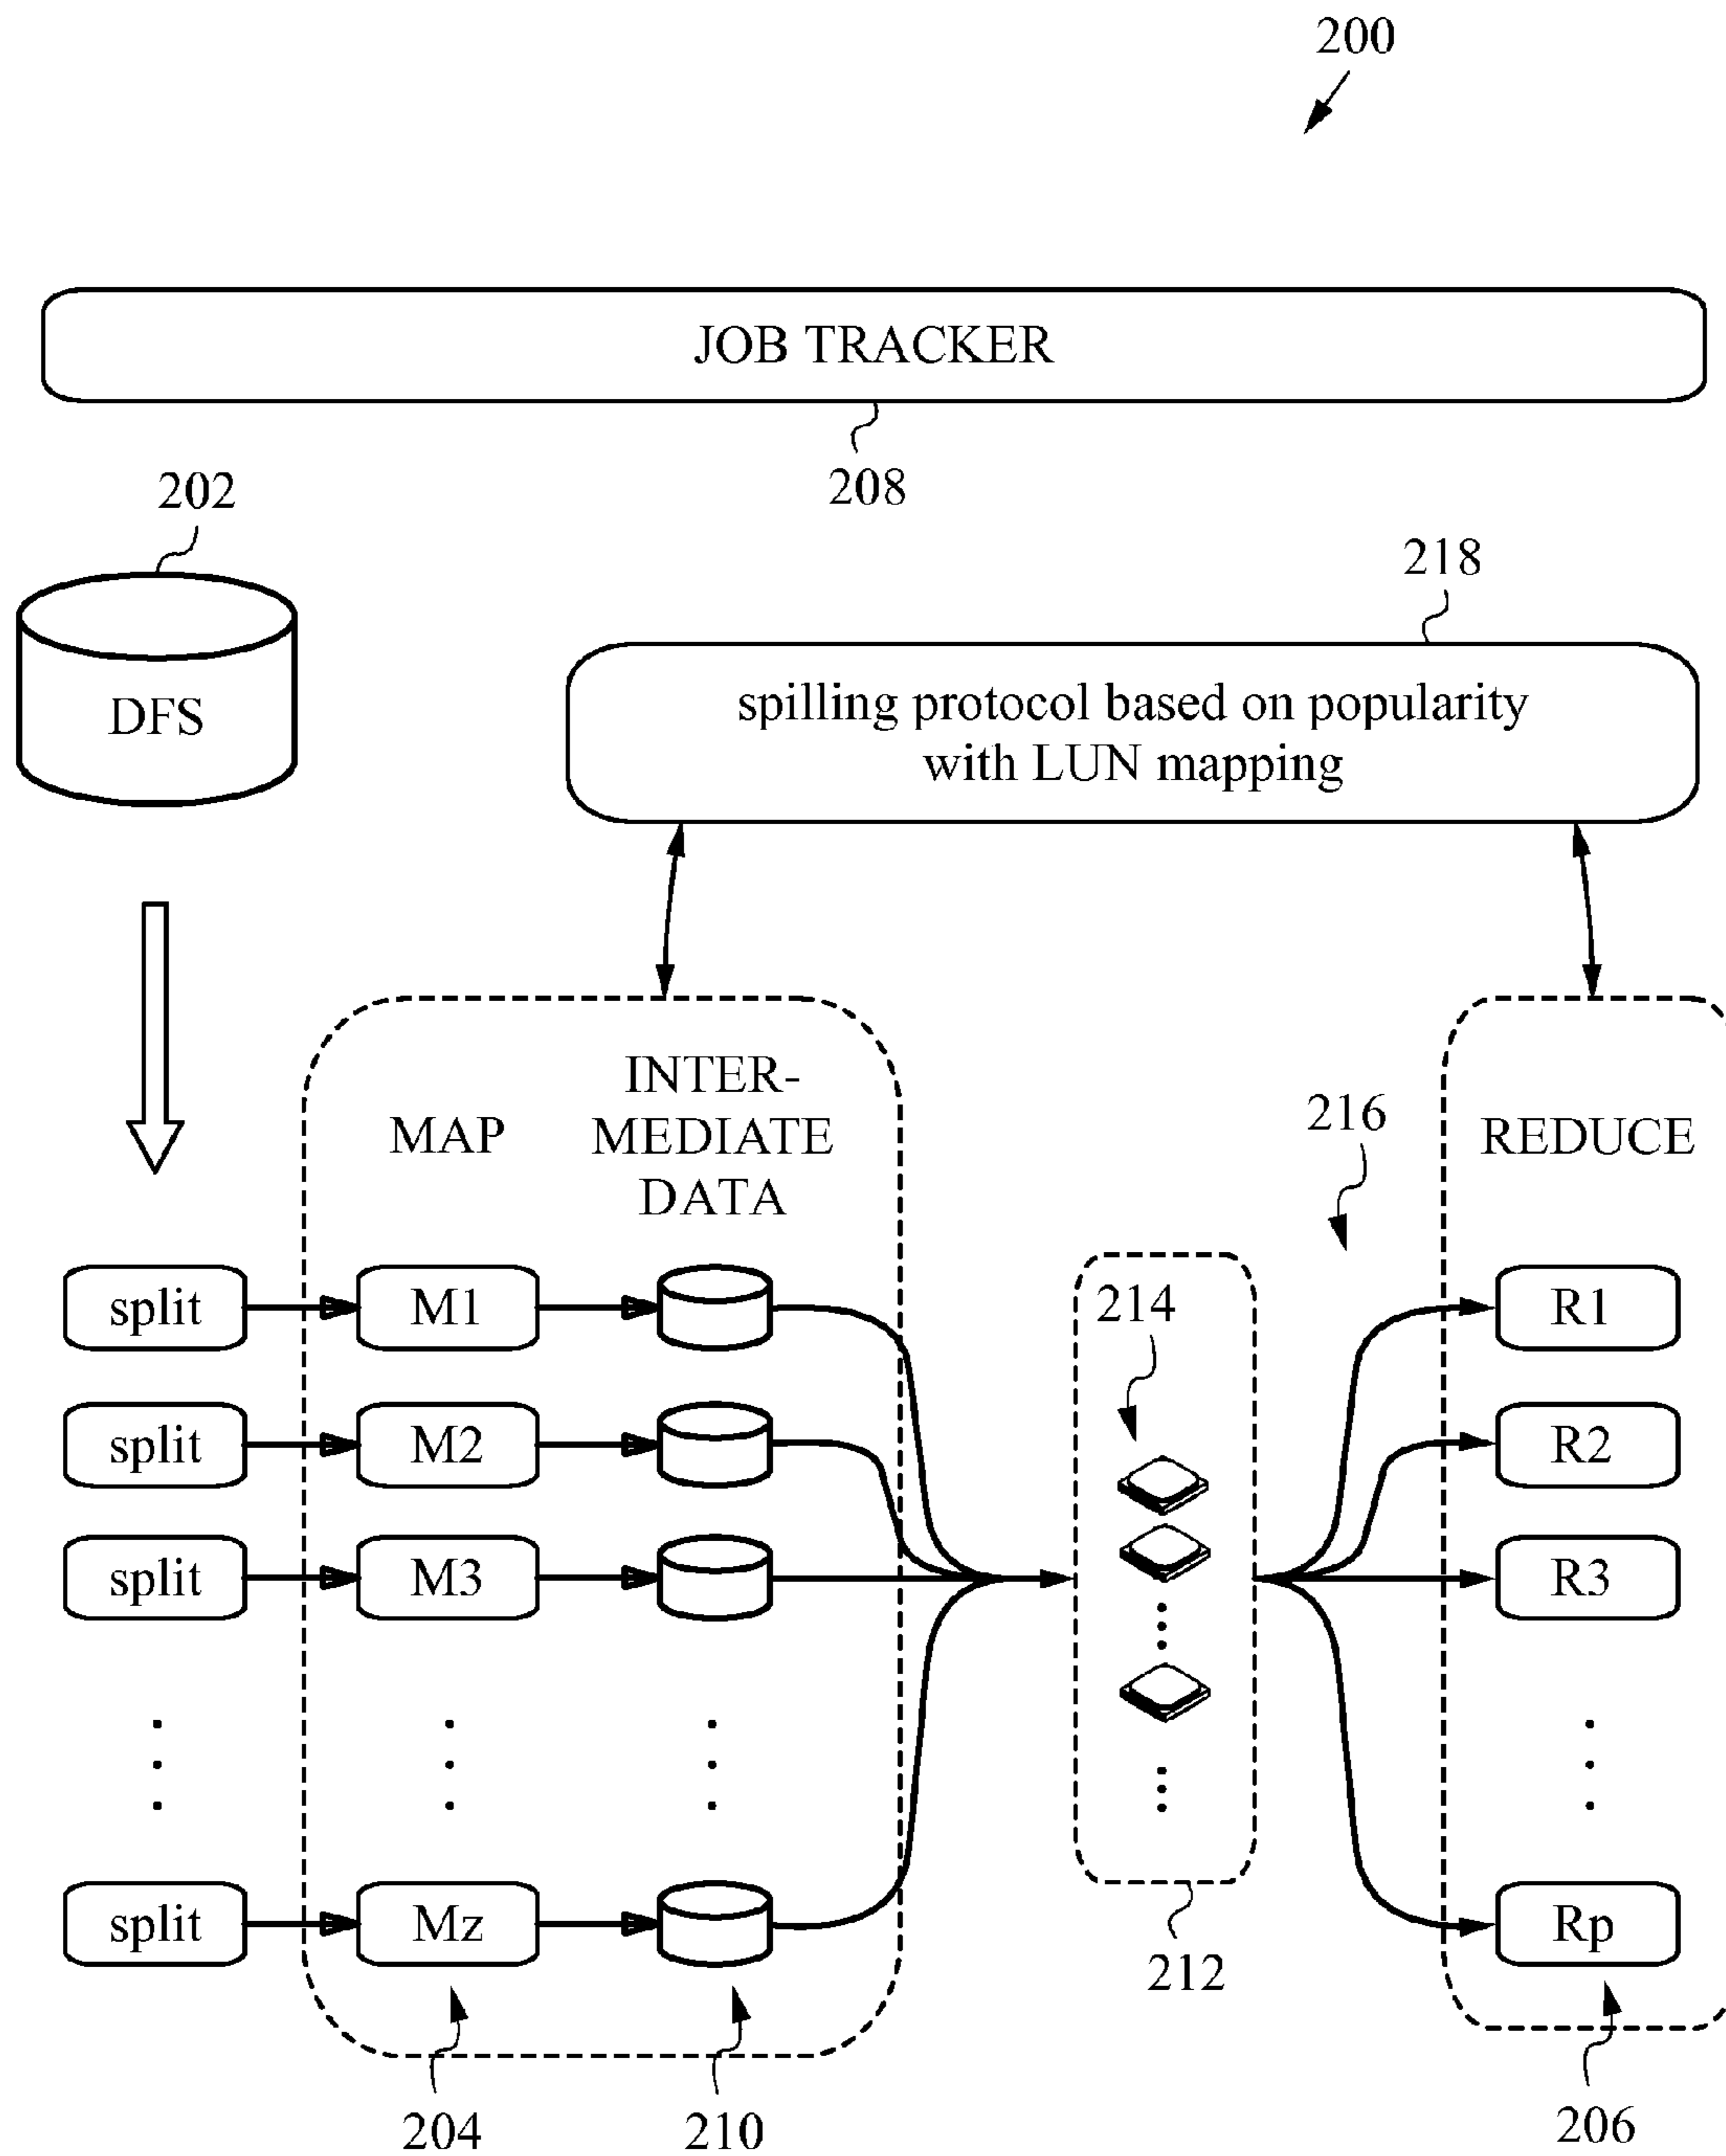 200
JOB TRACKER
208
202
218
DFS
spilling protocol based on popularity
with LUN mapping
MAP
INTER-
MEDIATE
DATA
216
REDUCE
214
split
M1
R1
split
M2
R2
split
M3
R3
split
Mz
Rp
212
204
210
206